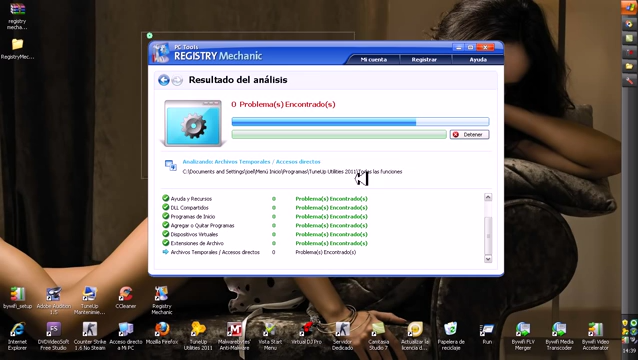 registry
mecha...
RegistryMec...
PC Tools
REGISTRY Mechanic
Mi cuenta
Registrar
Ayuda
Resultado del análisis
0 Problema(s) Encontrado(s)
Detener
Analizando: Archivos Temporales / Accesos directos
C:\Documents and Settings\joel\Menú Inicio\Programas\TuneUp Utilities 2011\Todas las funciones
Ayuda y Recursos 0 Problema(s) Encontrado(s)
DLL Compartidos 0 Problema(s) Encontrado(s)
Programas de Inicio 0 Problema(s) Encontrado(s)
Agregar o Quitar Programas 0 Problema(s) Encontrado(s)
Dispositivos Virtuales 0 Problema(s) Encontrado(s)
Extensiones de Archivo 0 Problema(s) Encontrado(s)
Archivos Temporales / Accesos directos 0 Problema(s) Encontrado(s)
bywifi_setup
Adobe Audition
1.5
TuneUp
Mantenimie...
CCleaner
Registry
Mechanic
Internet
Explorer
DVDVideoSoft
Free Studio
Counter Strike
1.6 No Steam
Acceso directo
a Mi PC
Mozilla Firefox
TuneUp
Utilities 2011
Malwarebytes'
Anti-Malware
Vista Start
Menu
Virtual DJ Pro
Servidor
Dedicado
Camtasia
Studio 7
Actualizar la
licencia d...
Papelera de
reciclaje
Run
Bywifi FLV
Merger
Bywifi Media
Transcoder
Bywifi Video
Accelerator
14:39